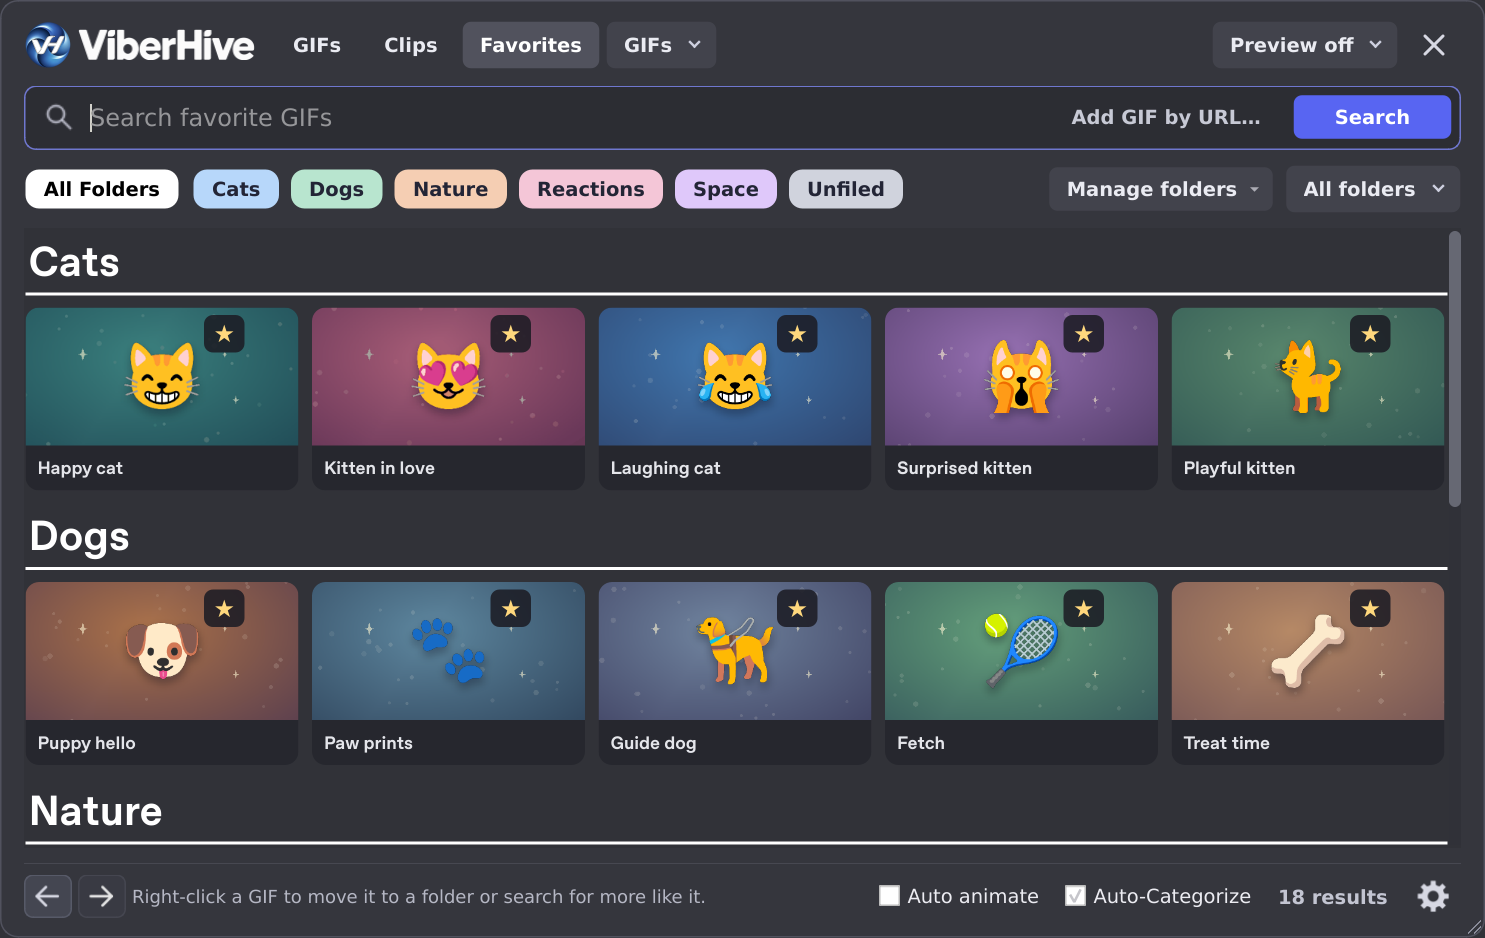 VH ViberHive GIFs Clips Favorites GIFs Preview off
Search favorite GIFs Add GIF by URL... Search
All Folders Cats Dogs Nature Reactions Space Unfiled Manage folders All folders
Cats
Happy cat Kitten in love Laughing cat Surprised kitten Playful kitten
Dogs
Puppy hello Paw prints Guide dog Fetch Treat time
Nature
Right-click a GIF to move it to a folder or search for more like it. Auto animate Auto-Categorize 18 results